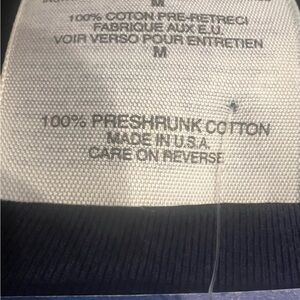 M
100% COTON PRE-RETRECI
FABRIQUE AUX E.U.
VOIR VERSO POUR ENTRETIEN
M
100% PRESHRUNK COTTON
MADE IN U.S.A.
CARE ON REVERSE